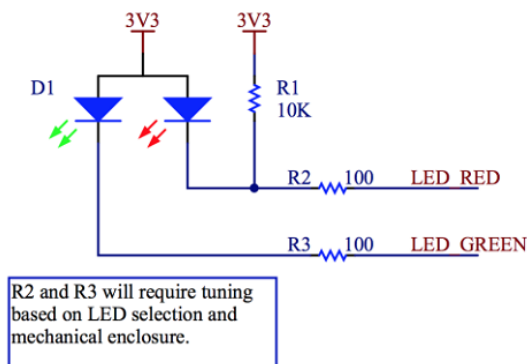 3V3 3V3
D1
R1
10K
R2 100 LED_RED
R3 100 LED_GREEN
R2 and R3 will require tuning
based on LED selection and
mechanical enclosure.